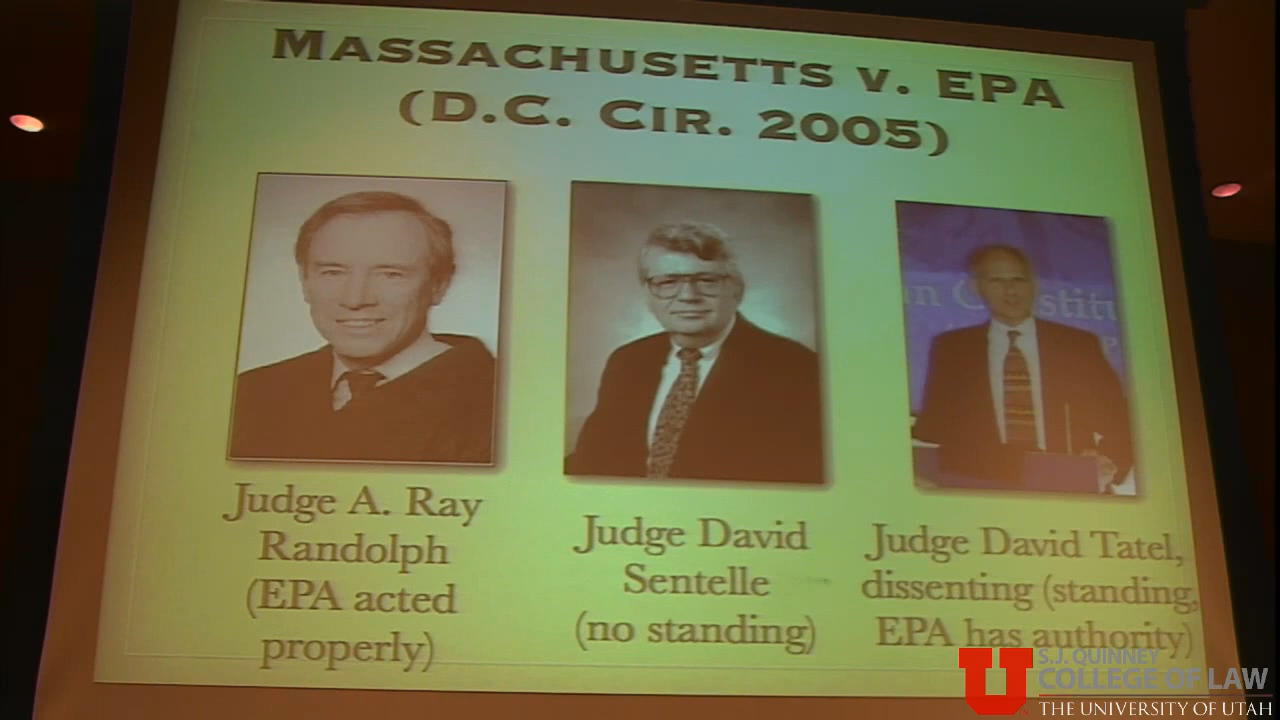 MASSACHUSETTS V. EPA
(D.C. CIR. 2005)
Judge A. Ray
Randolph
(EPA acted
properly)
Judge David
Sentelle
(no standing)
Judge David Tatel,
dissenting (standing,
EPA has authority)
U
S.J. QUINNEY
COLLEGE OF LAW
THE UNIVERSITY OF UTAH